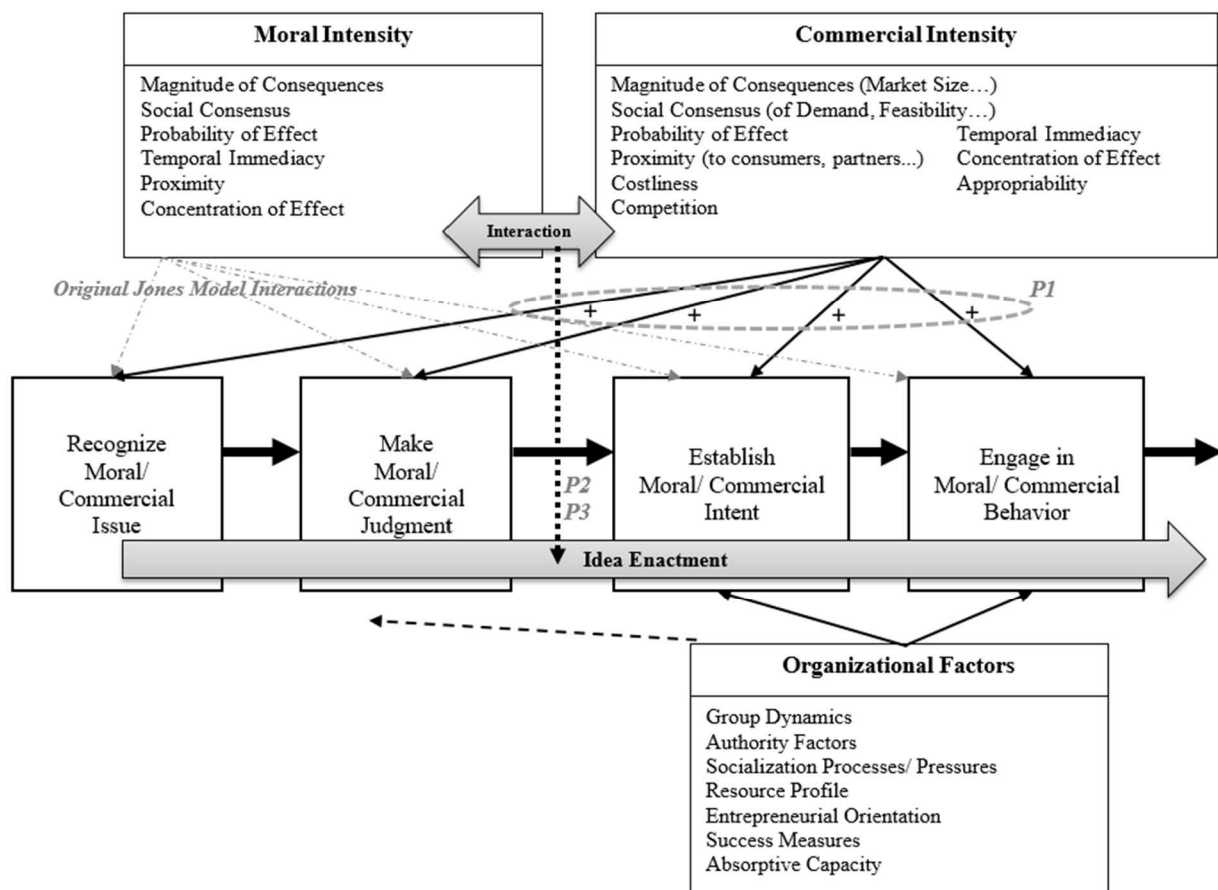 Moral Intensity
Magnitude of Consequences
Social Consensus
Probability of Effect
Temporal Immediacy
Proximity
Concentration of Effect
Commercial Intensity
Magnitude of Consequences (Market Size…)
Social Consensus (of Demand, Feasibility…)
Probability of Effect
Proximity (to consumers, partners...)
Costliness
Competition
Temporal Immediacy
Concentration of Effect
Appropriability
Interaction
Original Jones Model Interactions
P1
+
+
+
+
Recognize
Moral/
Commercial
Issue
Make
Moral/
Commercial
Judgment
P2
P3
Establish
Moral/ Commercial
Intent
Engage in
Moral/ Commercial
Behavior
Idea Enactment
Organizational Factors
Group Dynamics
Authority Factors
Socialization Processes/ Pressures
Resource Profile
Entrepreneurial Orientation
Success Measures
Absorptive Capacity